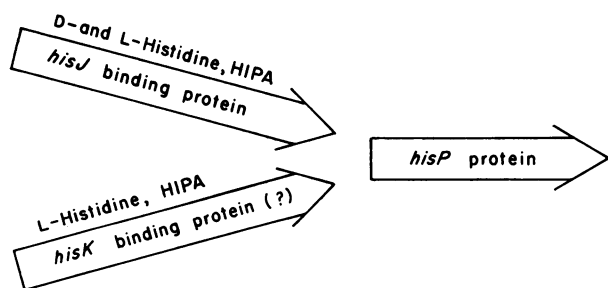 D-and L-Histidine, HIPA
hisJ binding protein
hisP protein
L-Histidine, HIPA
hisK binding protein (?)